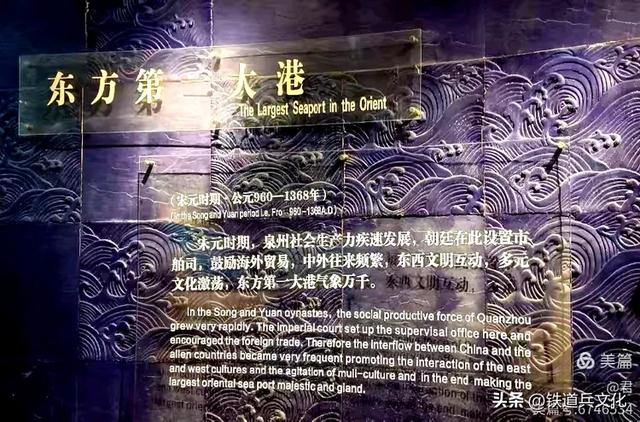 东方第一大港
The Largest Seaport in the Orient
（宋元时期·公元960—1368年）
(In the Song and Yuan period i.e. Fro 960-1368A.D)
宋元时期，泉州社会生产力疾速发展，朝廷在此设置市
舶司，鼓励海外贸易，中外往来频繁，东西文明互动，多元
文化激荡，东方第一大港气象万千。
In the Song and Yuan dynasties, the social productive force of Quanzhou
grew very rapidly. The imperial court set up the supervisal office here and
encouraged the foreign trade. Therefore the interflow between China and the
alien countries became very frequent promoting the interaction of the east
and west cultures and the agitation of muli-culture and in the end making the
largest oriental sea port majestic and gland.
美篇
@君
头条@铁道兵文化
美篇号:6746534